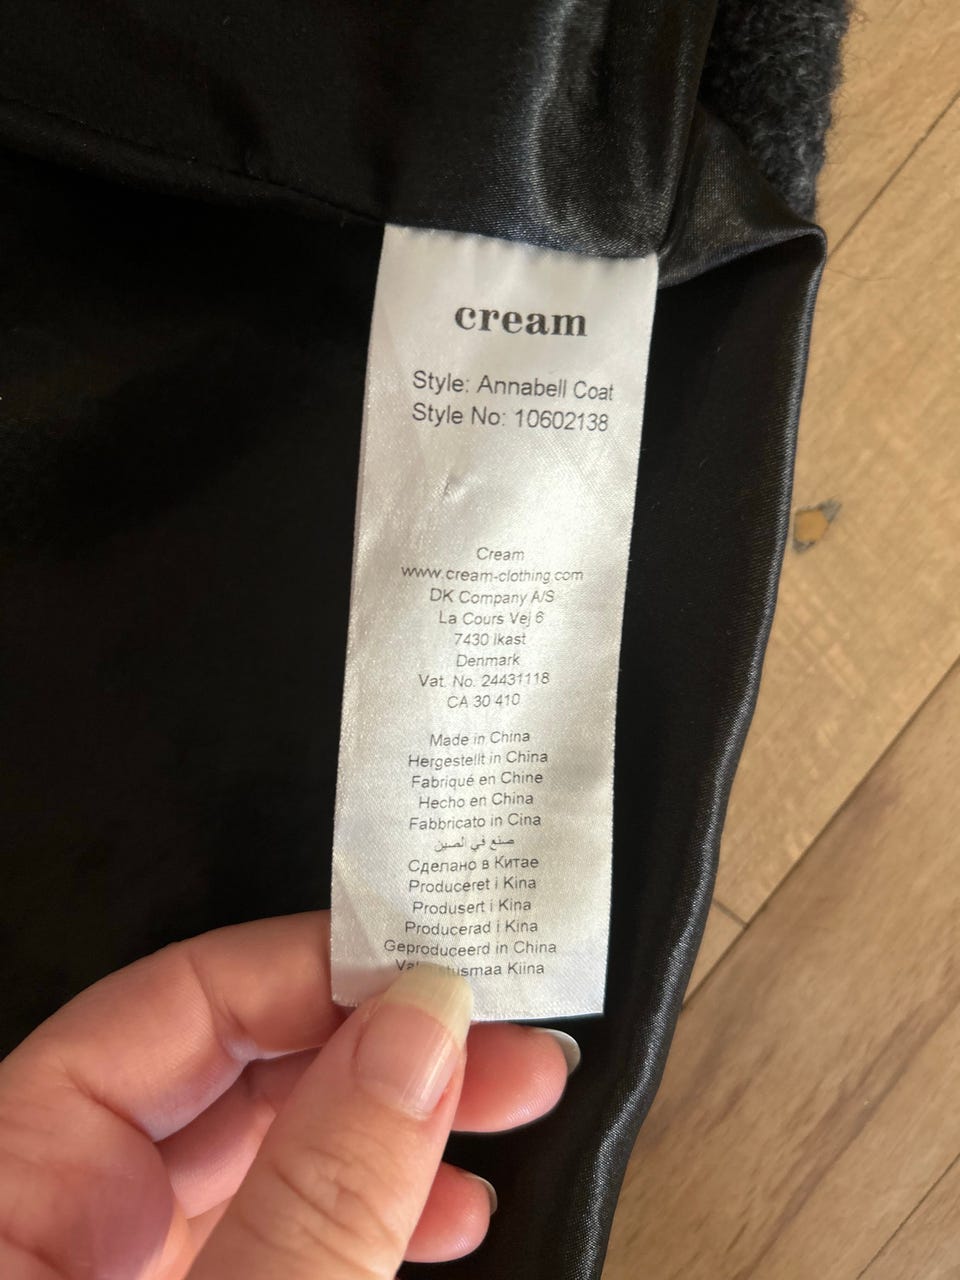 cream
Style: Annabell Coat
Style No: 10602138
Cream
www.cream-clothing.com
DK Company A/S
La Cours Vej 6
7430 Ikast
Denmark
Vat. No. 24431118
CA 30 410
Made in China
Hergestellt in China
Fabriqué en Chine
Hecho en China
Fabbricato in Cina
صنع في لصين
Сделано в Китае
Produceret i Kina
Produsert i Kina
Producerad i Kina
Geproduceerd in China
Kiina